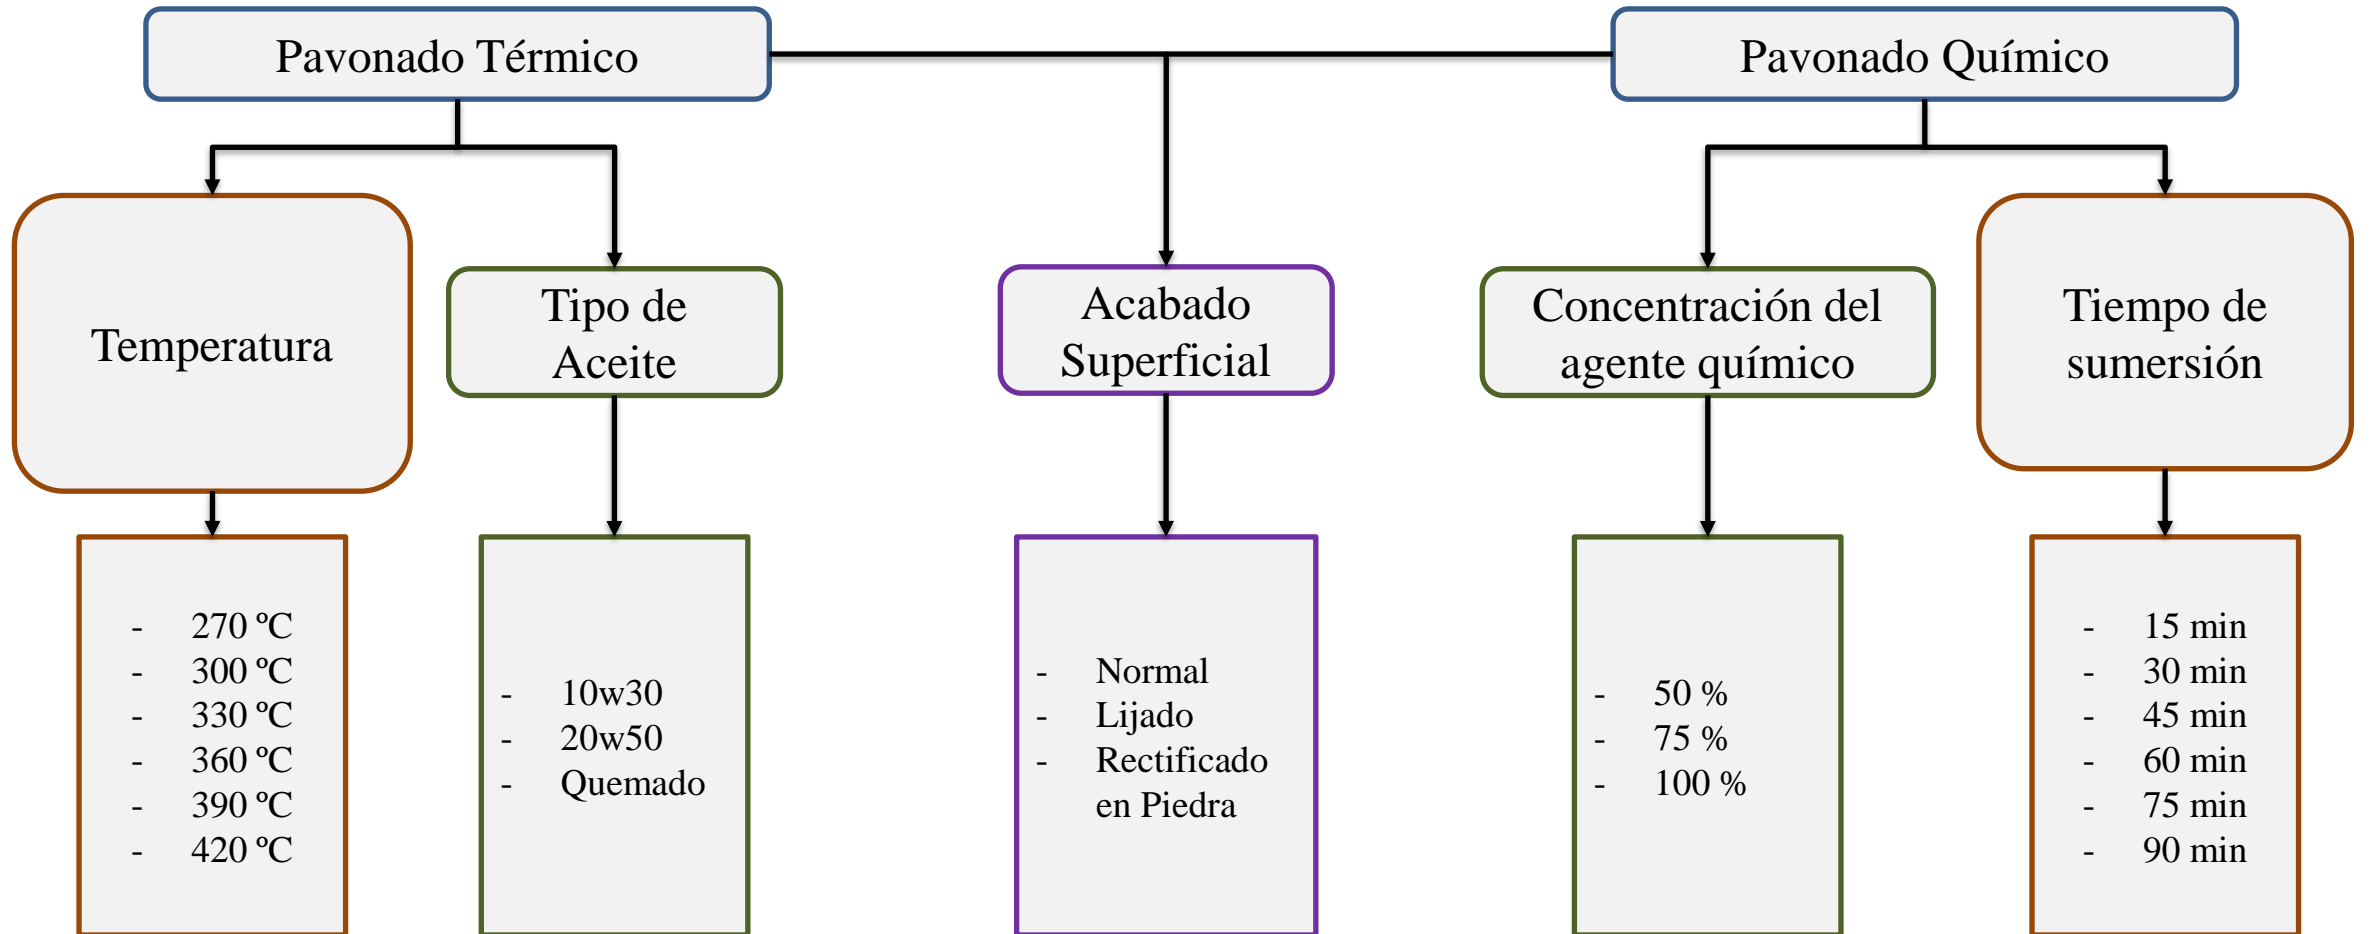 Pavonado Térmico
Pavonado Químico
Temperatura
Tipo de
Aceite
Acabado
Superficial
Concentración del
agente químico
Tiempo de
sumersión
- 270 ºC
- 300 ºC
- 330 ºC
- 360 ºC
- 390 ºC
- 420 ºC
- 10w30
- 20w50
- Quemado
- Normal
- Lijado
- Rectificado
en Piedra
- 50 %
- 75 %
- 100 %
- 15 min
- 30 min
- 45 min
- 60 min
- 75 min
- 90 min